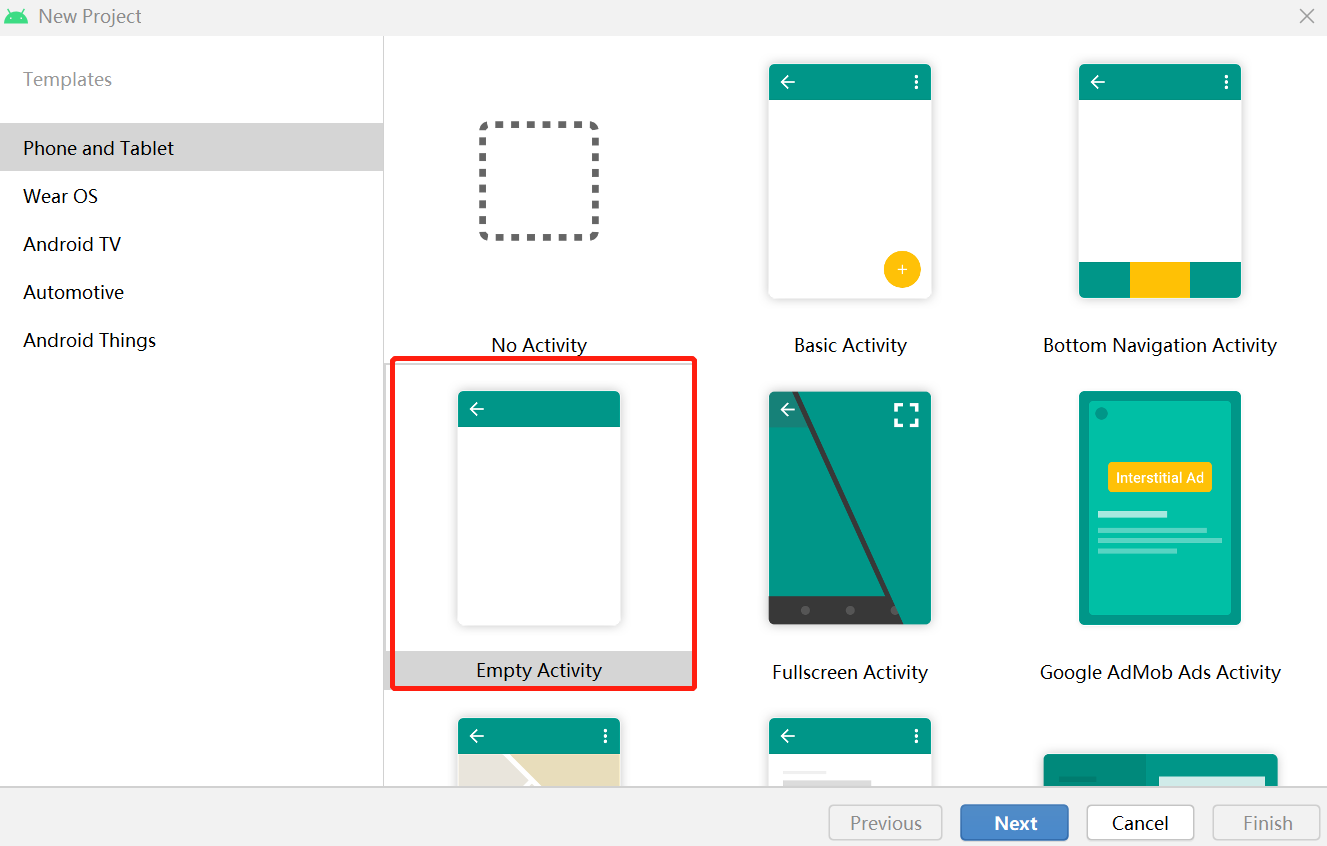 New Project
Templates
Phone and Tablet
Wear OS
Android TV
Automotive
Android Things
No Activity
Basic Activity
Bottom Navigation Activity
Empty Activity
Fullscreen Activity
Interstitial Ad
Google AdMob Ads Activity
Previous
Next
Cancel
Finish